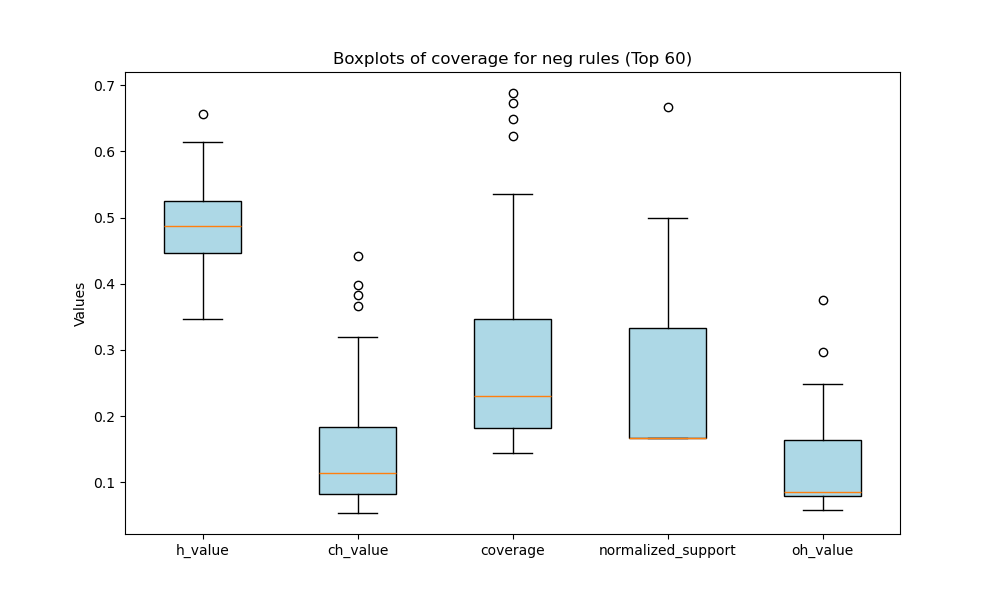 Boxplots of coverage for neg rules (Top 60)
Values
0.7
0.6
0.5
0.4
0.3
0.2
0.1
h_value
ch_value
coverage
normalized_support
oh_value